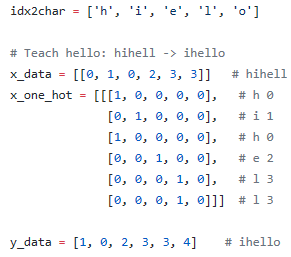 idx2char = ['h', 'i', 'e', 'l', 'o']
# Teach hello: hihell -> ihello
x_data = [[0, 1, 0, 2, 3, 3]]   # hihell
x_one_hot = [[[1, 0, 0, 0, 0],   # h 0
              [0, 1, 0, 0, 0],   # i 1
              [1, 0, 0, 0, 0],   # h 0
              [0, 0, 1, 0, 0],   # e 2
              [0, 0, 0, 1, 0],   # l 3
              [0, 0, 0, 1, 0]]]  # l 3
y_data = [1, 0, 2, 3, 3, 4]    # ihello